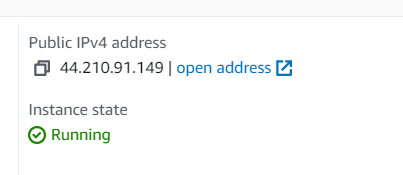 Public IPv4 address
44.210.91.149 | open address
Instance state
Running